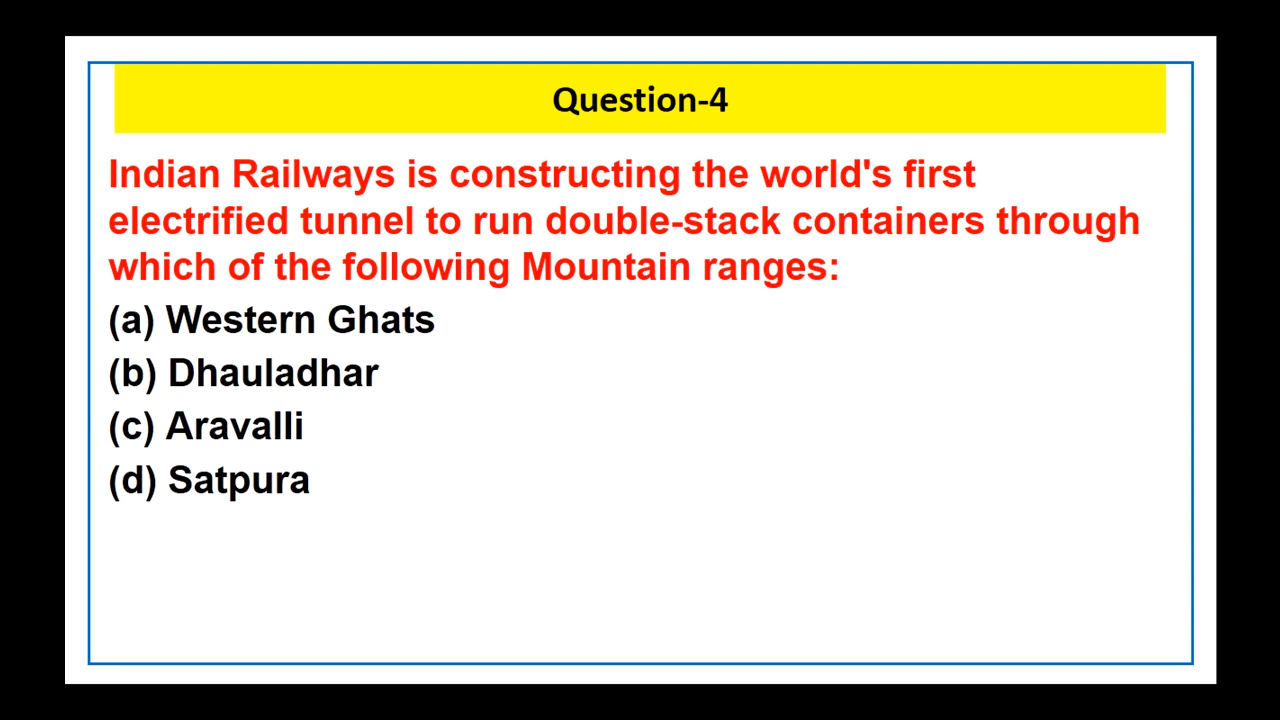 Question-4
Indian Railways is constructing the world's first
electrified tunnel to run double-stack containers through
which of the following Mountain ranges:
(a) Western Ghats
(b) Dhauladhar
(c) Aravalli
(d) Satpura